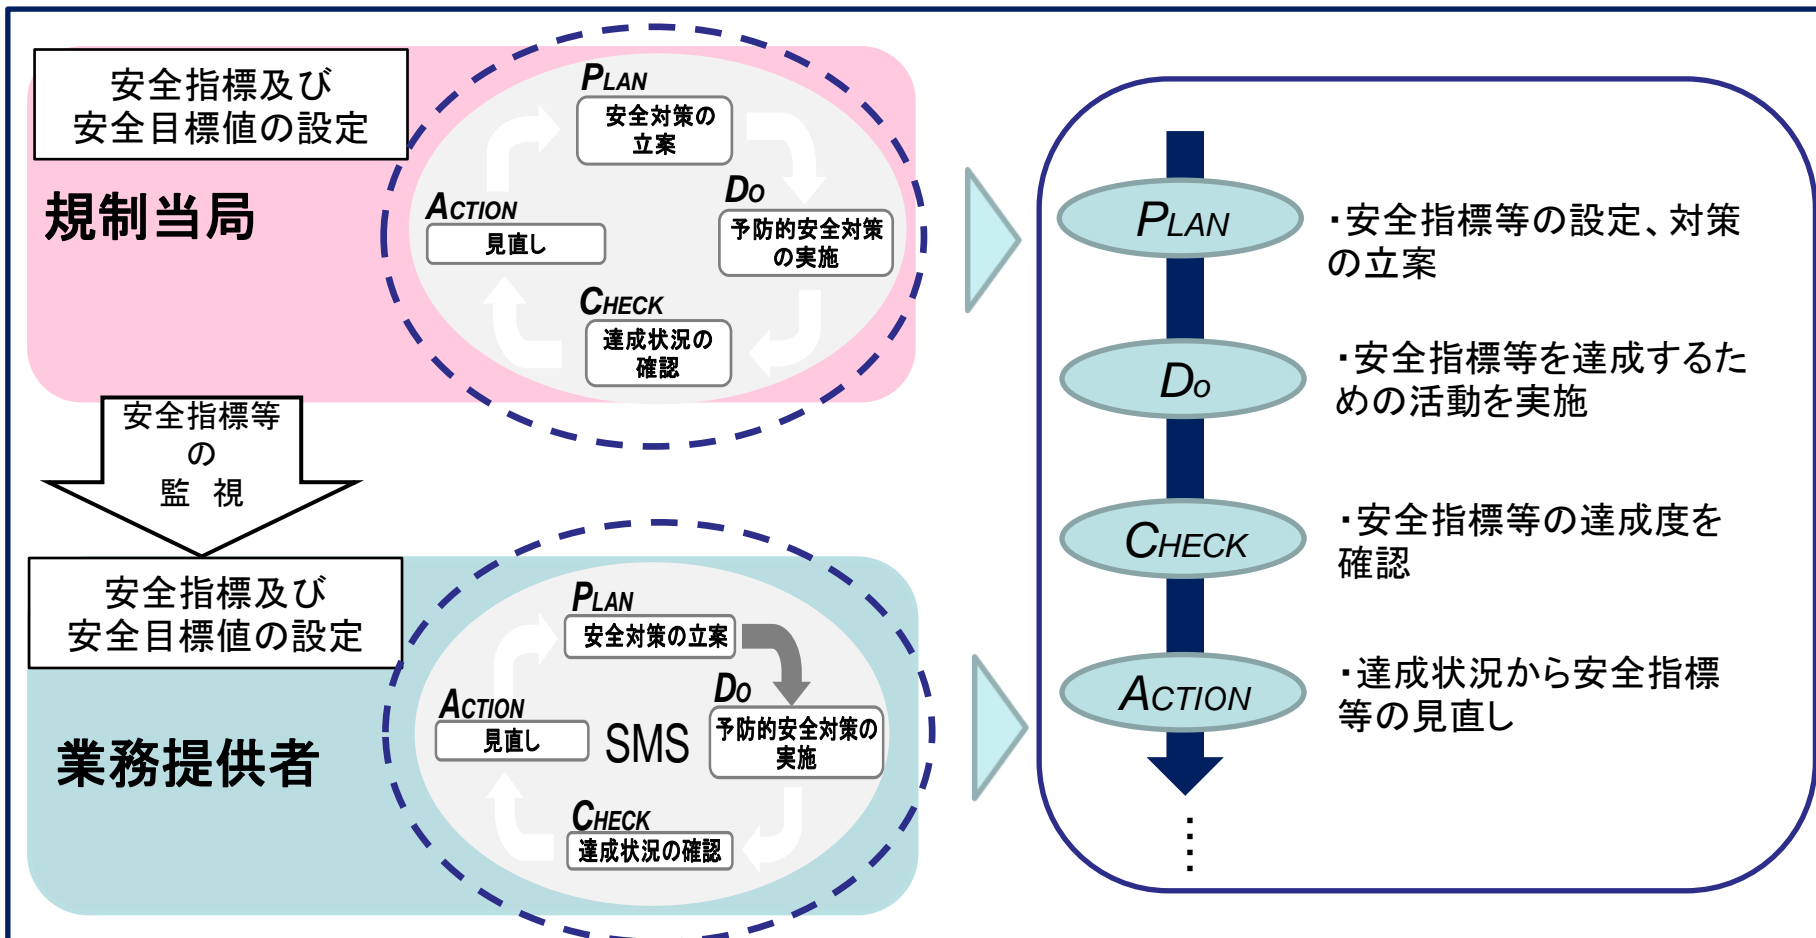 安全指標及び
安全目標値の設定
規制当局
PLAN
安全対策の
立案
DO
予防的安全対策
の実施
CHECK
達成状況の
確認
ACTION
見直し
安全指標等
の
監 視
安全指標及び
安全目標値の設定
業務提供者
PLAN
安全対策の立案
DO
予防的安全対策の
実施
CHECK
達成状況の確認
ACTION
見直し
SMS
PLAN
・安全指標等の設定、対策
の立案
Do
・安全指標等を達成するた
めの活動を実施
CHECK
・安全指標等の達成度を
確認
ACTION
・達成状況から安全指標
等の見直し